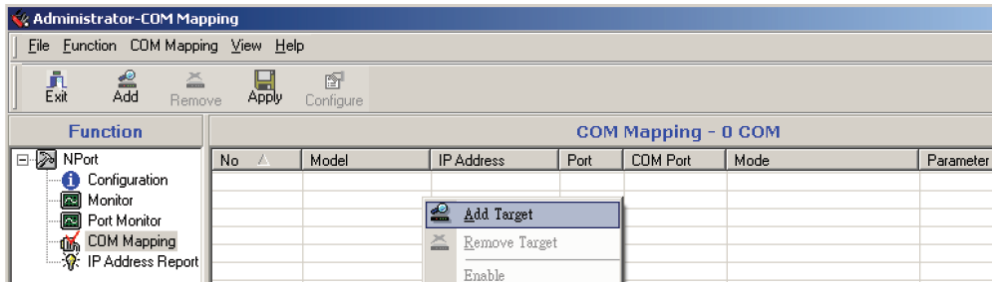 Administrator-COM Mapping
File Function COM Mapping View Help
Exit Add Remove Apply Configure
Function
COM Mapping - 0 COM
No Model IP Address Port COM Port Mode Parameter
NPort
Configuration
Monitor
Port Monitor
COM Mapping
IP Address Report
Add Target
Remove Target
Enable